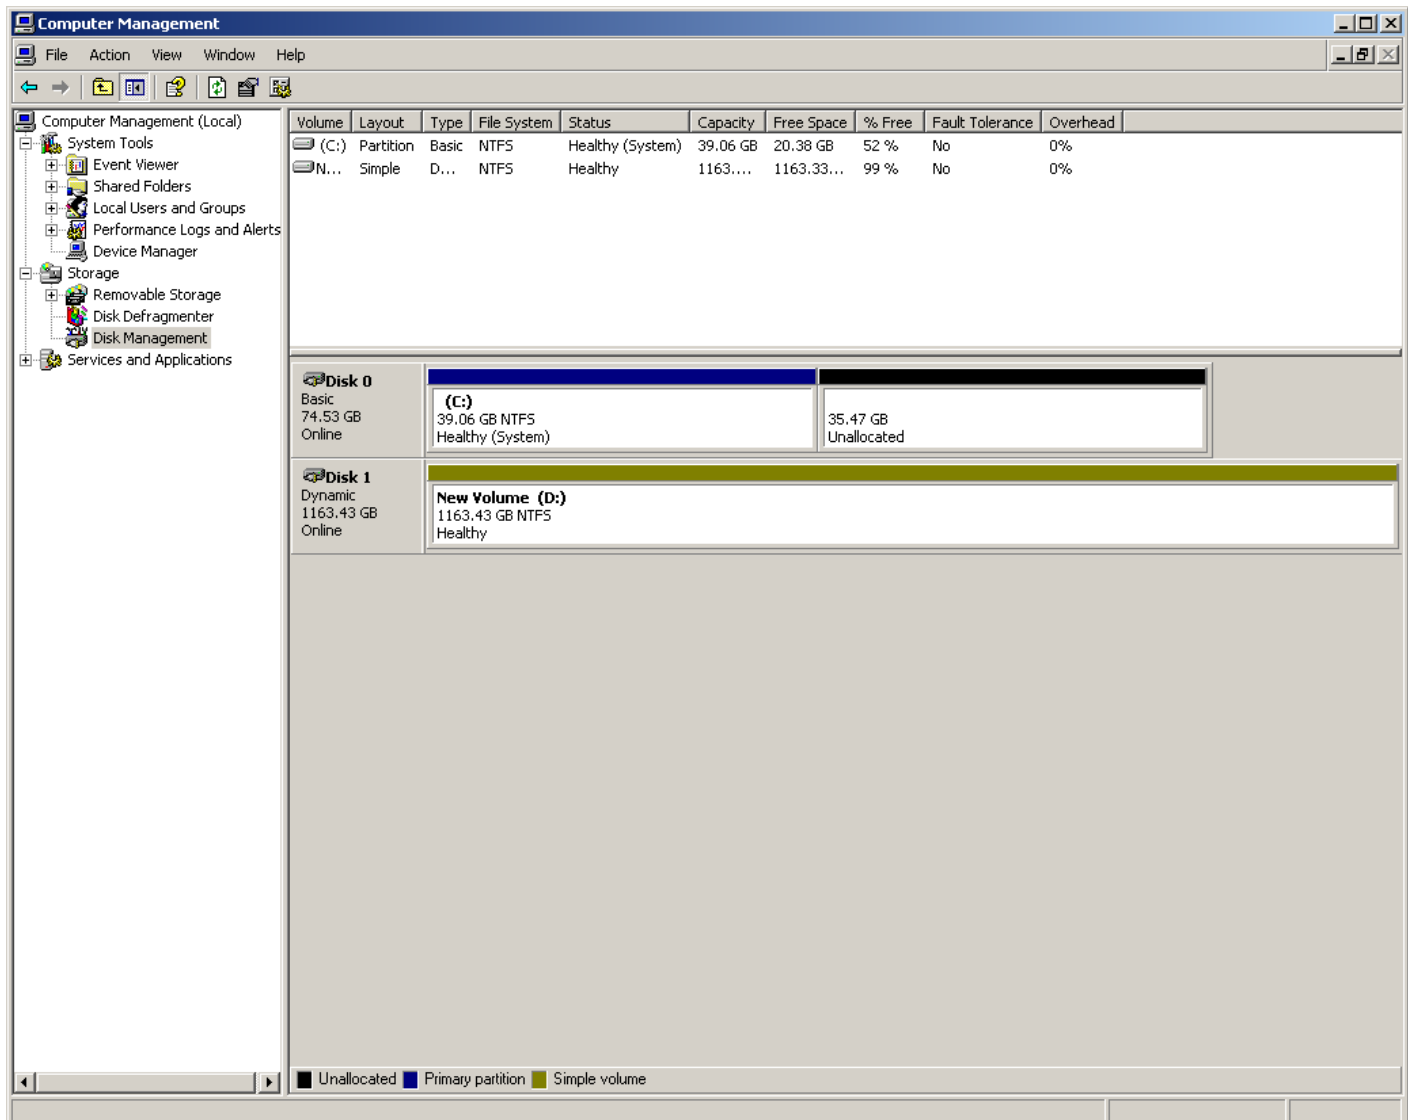 Computer Management
File Action View Window Help
Computer Management (Local)
System Tools
Event Viewer
Shared Folders
Local Users and Groups
Performance Logs and Alerts
Device Manager
Storage
Removable Storage
Disk Defragmenter
Disk Management
Services and Applications
Volume Layout Type File System Status Capacity Free Space % Free Fault Tolerance Overhead
(C:) Partition Basic NTFS Healthy (System) 39.06 GB 20.38 GB 52 % No 0%
N... Simple D... NTFS Healthy 1163.... 1163.33... 99 % No 0%
Disk 0
Basic
74.53 GB
Online
(C:)
39.06 GB NTFS
Healthy (System)
35.47 GB
Unallocated
Disk 1
Dynamic
1163.43 GB
Online
New Volume (D:)
1163.43 GB NTFS
Healthy
Unallocated Primary partition Simple volume